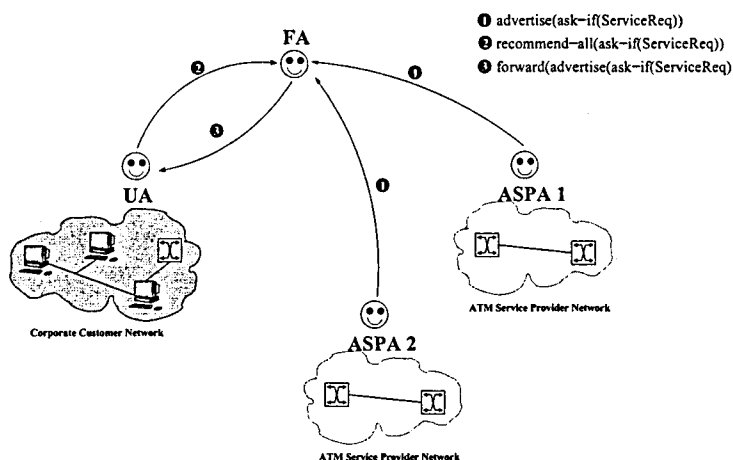 ❶ advertise(ask−if(ServiceReq))
❷ recommend−all(ask−if(ServiceReq))
❸ forward(advertise(ask−if(ServiceReq)
FA
❷
❶
❸
UA
❶
ASPA 1
Corporate Customer Network
ATM Service Provider Network
ASPA 2
ATM Service Provider Network